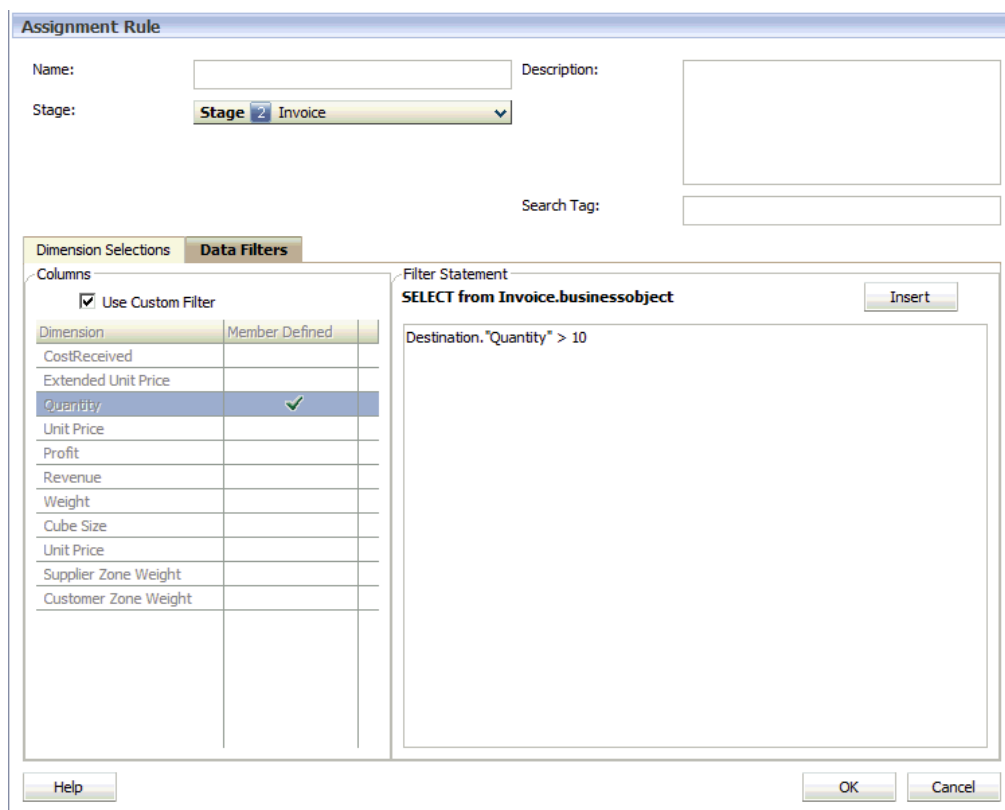 Assignment Rule
Name:
Description:
Stage:
Stage 2 Invoice
Search Tag:
Dimension Selections
Data Filters
Columns
Use Custom Filter
Dimension Member Defined
CostReceived
Extended Unit Price
Quantity
Unit Price
Profit
Revenue
Weight
Cube Size
Unit Price
Supplier Zone Weight
Customer Zone Weight
Filter Statement
SELECT from Invoice.businessobject
Insert
Destination."Quantity" > 10
Help
OK
Cancel